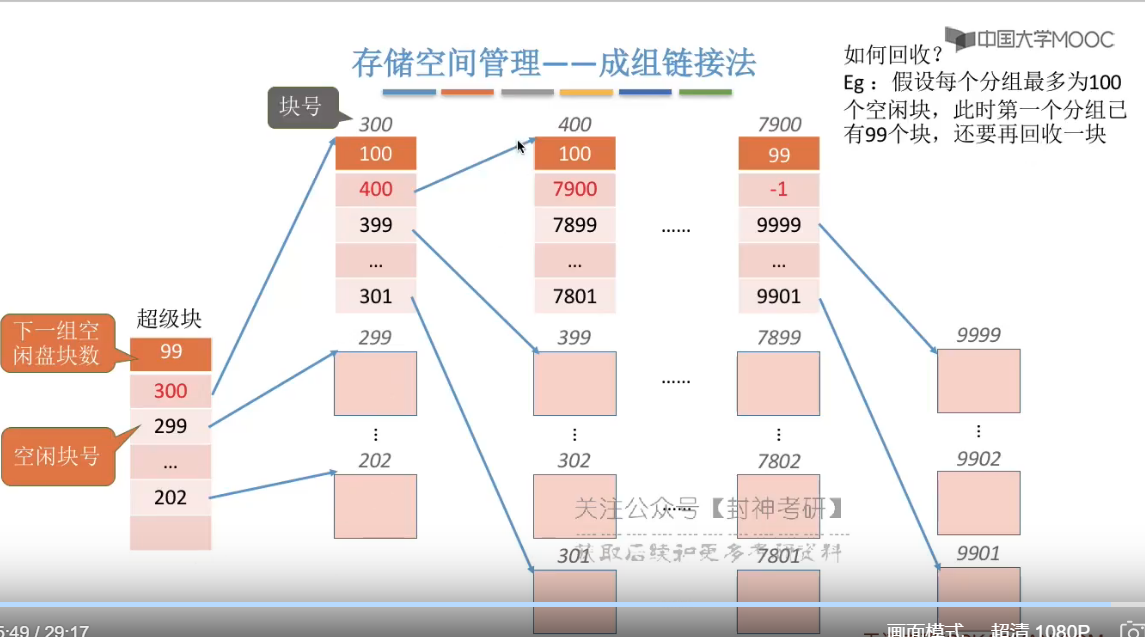 中国大学MOOC
存储空间管理——成组链接法
如何回收？
Eg：假设每个分组最多为100
个空闲块，此时第一个分组已
有99个块，还要再回收一块
块号
300
400
7900
100
100
99
400
7900
-1
399
7899
9999
...
...
......
...
301
7801
9901
超级块
下一组空
闲盘块数
99
300
299
空闲块号
...
202
299
399
7899
9999
......
202
302
7802
9902
关注公众号【封神考研】
获取后续和更多考研资料
301
7801
9901
5:49 / 29:17
画面模式
超清 1080P